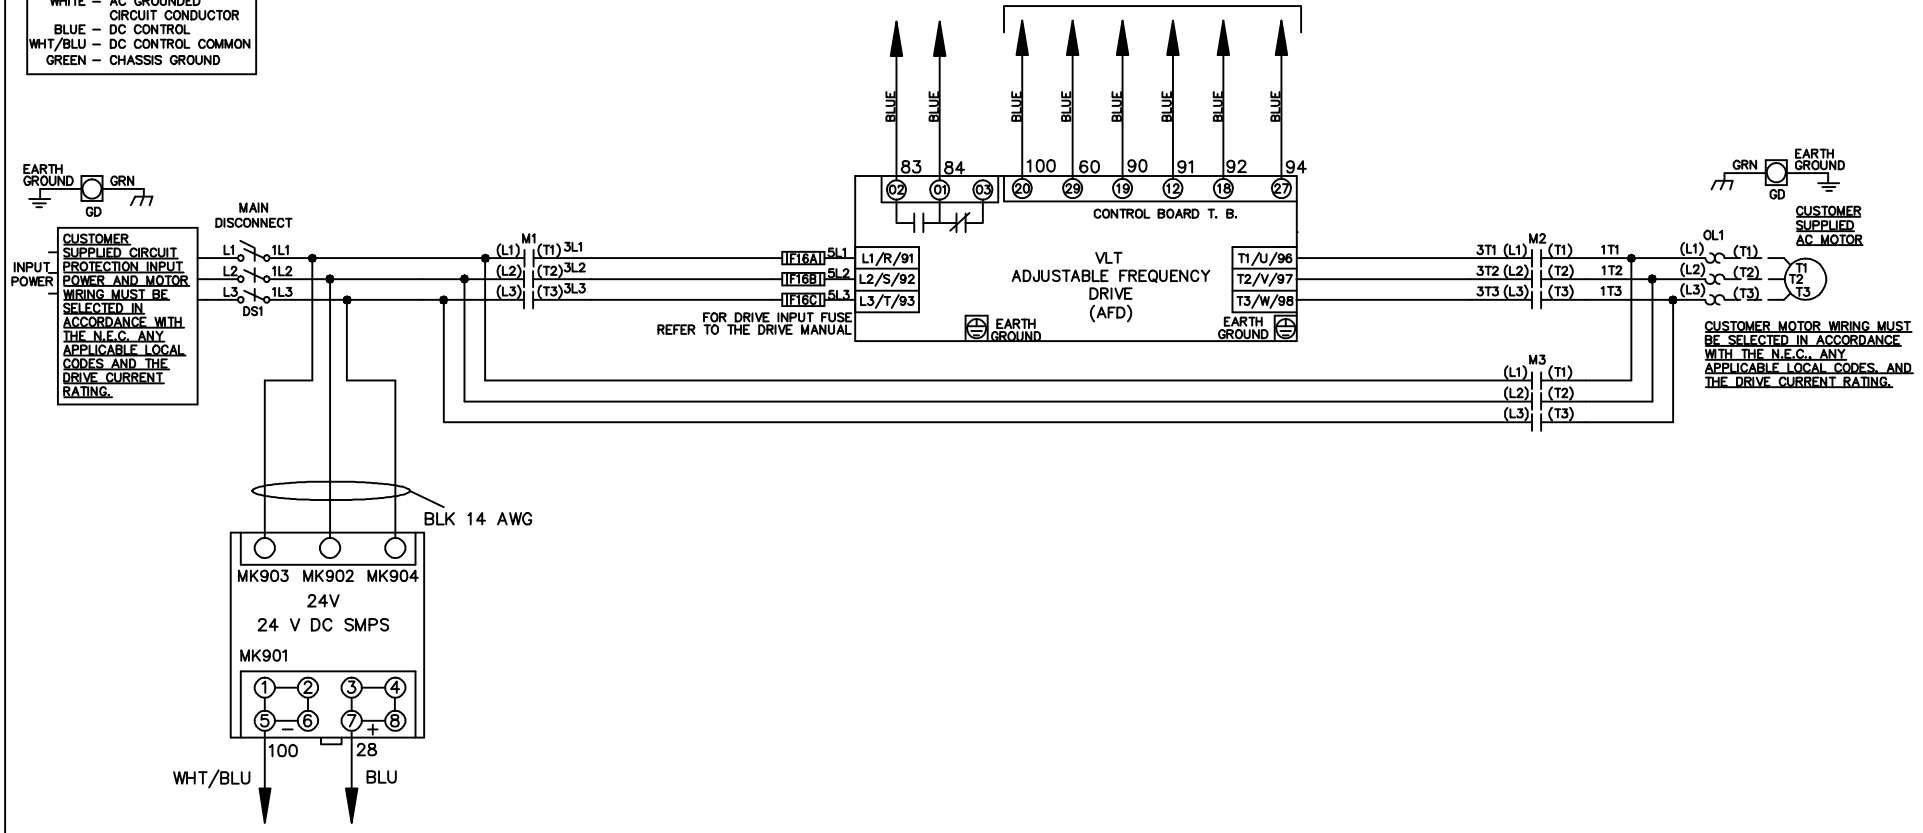 WHITE – AC GROUNDED
CIRCUIT CONDUCTOR
BLUE – DC CONTROL
WHT/BLU – DC CONTROL COMMON
GREEN – CHASSIS GROUND
BLUE
BLUE
BLUE
BLUE
BLUE
BLUE
BLUE
BLUE
83
84
100
60
90
91
92
94
02
01
03
20
29
19
12
18
27
CONTROL BOARD T. B.
EARTH
GROUND
GRN
GD
MAIN
DISCONNECT
INPUT
POWER
CUSTOMER
SUPPLIED CIRCUIT
PROTECTION INPUT
POWER AND MOTOR
WIRING MUST BE
SELECTED IN
ACCORDANCE WITH
THE N.E.C. ANY
APPLICABLE LOCAL
CODES AND THE
DRIVE CURRENT
RATING.
L1
1L1
L2
1L2
L3
1L3
DS1
M1
(L1)
(T1)
3L1
(L2)
(T2)
3L2
(L3)
(T3)
3L3
F16A
5L1
F16B
5L2
F16C
5L3
FOR DRIVE INPUT FUSE
REFER TO THE DRIVE MANUAL
L1/R/91
L2/S/92
L3/T/93
VLT
ADJUSTABLE FREQUENCY
DRIVE
(AFD)
T1/U/96
T2/V/97
T3/W/98
EARTH
GROUND
EARTH
GROUND
M2
3T1 (L1)
(T1)
1T1
3T2 (L2)
(T2)
1T2
3T3 (L3)
(T3)
1T3
M3
(L1)
(T1)
(L2)
(T2)
(L3)
(T3)
OL1
(L1)
(T1)
(L2)
(T2)
(L3)
(T3)
GRN
EARTH
GROUND
GD
CUSTOMER
SUPPLIED
AC MOTOR
T1
T2
T3
CUSTOMER MOTOR WIRING MUST
BE SELECTED IN ACCORDANCE
WITH THE N.E.C., ANY
APPLICABLE LOCAL CODES, AND
THE DRIVE CURRENT RATING.
BLK 14 AWG
MK903 MK902 MK904
24V
24 V DC SMPS
MK901
1
2
3
4
5
–
6
7
+
8
100
28
WHT/BLU
BLU